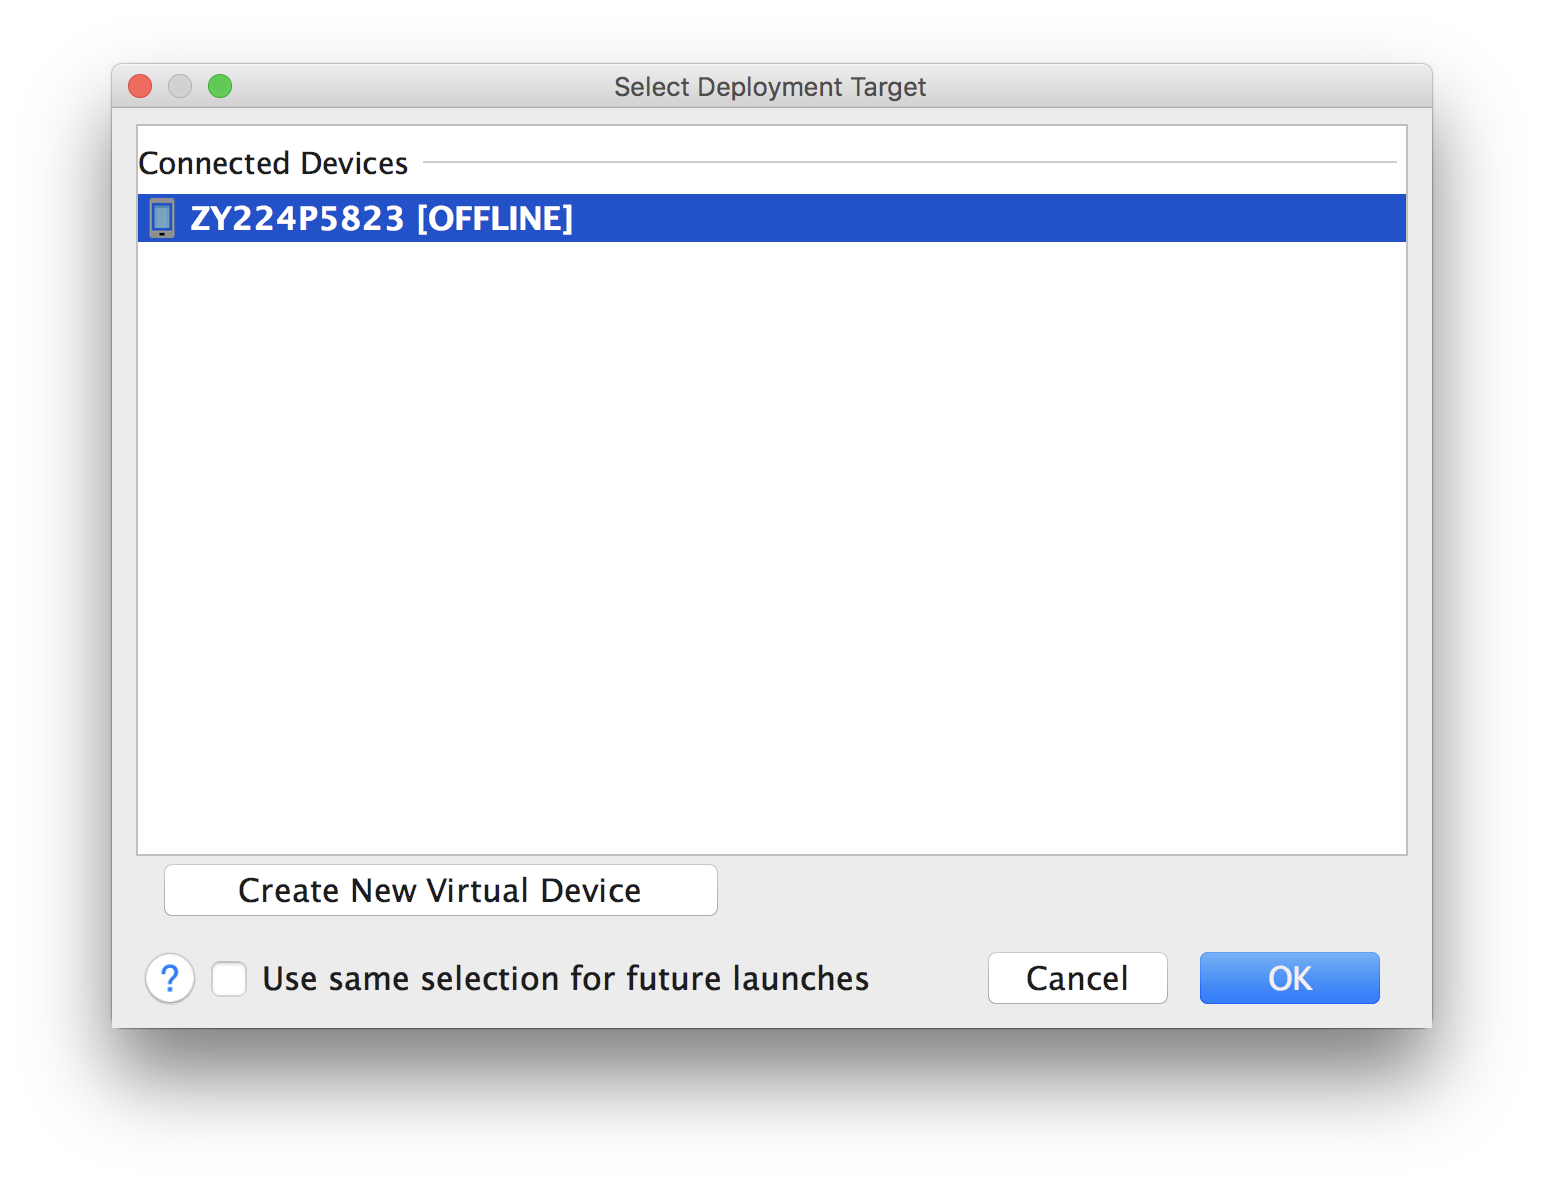 Select Deployment Target
Connected Devices
ZY224P5823 [OFFLINE]
Create New Virtual Device
? Use same selection for future launches Cancel OK